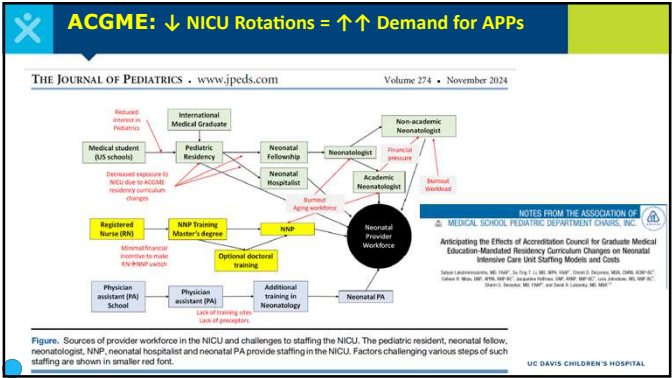 ACGME: ↓ NICU Rotations = ↑↑ Demand for APPs
THE JOURNAL OF PEDIATRICS • www.jpeds.com
Volume 274 • November 2024
Reduced
interest in
Pediatrics
International
Medical Graduate
Non-academic
Neonatologist
Medical student
(US schools)
Pediatric
Residency
Neonatal
Fellowship
Neonatologist
Financial
pressure
Decreased exposure to
NICU due to ACGME
residency curriculum
changes
Neonatal
Hospitalist
Academic
Neonatologist
Burnout
Workload
Burnout
Aging workforce
Registered
Nurse (RN)
NNP Training
Master's degree
NNP
Neonatal
Provider
Workforce
Minimal financial
incentive to make
RN→NNP switch
Optional doctoral
training
Physician
assistant (PA)
School
Physician
assistant (PA)
Additional
training in
Neonatology
Neonatal PA
Lack of training sites
Lack of preceptors
NOTES FROM THE ASSOCIATION OF
MEDICAL SCHOOL PEDIATRIC DEPARTMENT CHAIRS, INC.
Anticipating the Effects of Accreditation Council for Graduate Medical
Education-Mandated Residency Curriculum Changes on Neonatal
Intensive Care Unit Staffing Models and Costs
Figure. Sources of provider workforce in the NICU and challenges to staffing the NICU. The pediatric resident, neonatal fellow,
neonatologist, NNP, neonatal hospitalist and neonatal PA provide staffing in the NICU. Factors challenging various steps of such
staffing are shown in smaller red font.
UC DAVIS CHILDREN'S HOSPITAL